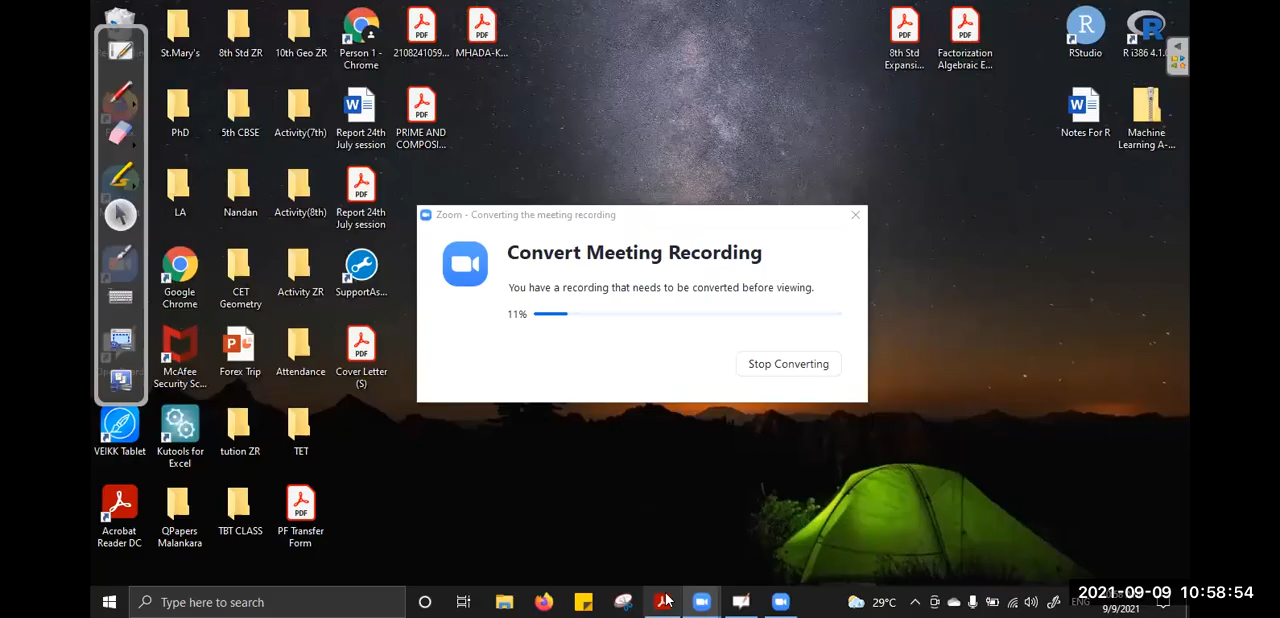 St.Mary's
8th Std ZR
10th Geo ZR
Person 1 -
Chrome
2108241059...
MHADA-K...
8th Std
Expansi...
Factorization
Algebraic E...
RStudio
R i386 4.1.0
PhD
5th CBSE
Activity(7th)
Report 24th
July session
PRIME AND
COMPOSI...
Notes For R
Machine
Learning A-...
LA
Nandan
Activity(8th)
Report 24th
July session
Zoom - Converting the meeting recording
Convert Meeting Recording
You have a recording that needs to be converted before viewing.
11%
Stop Converting
Google
Chrome
CET
Geometry
Activity ZR
SupportAs...
McAfee
Security Sc...
Forex Trip
Attendance
Cover Letter
(S)
VEIKK Tablet
Kutools for
Excel
tution ZR
TET
Acrobat
Reader DC
QPapers
Malankara
TBT CLASS
PF Transfer
Form
Type here to search
29°C
ENG
2021-09-09 10:58:54
9/9/2021